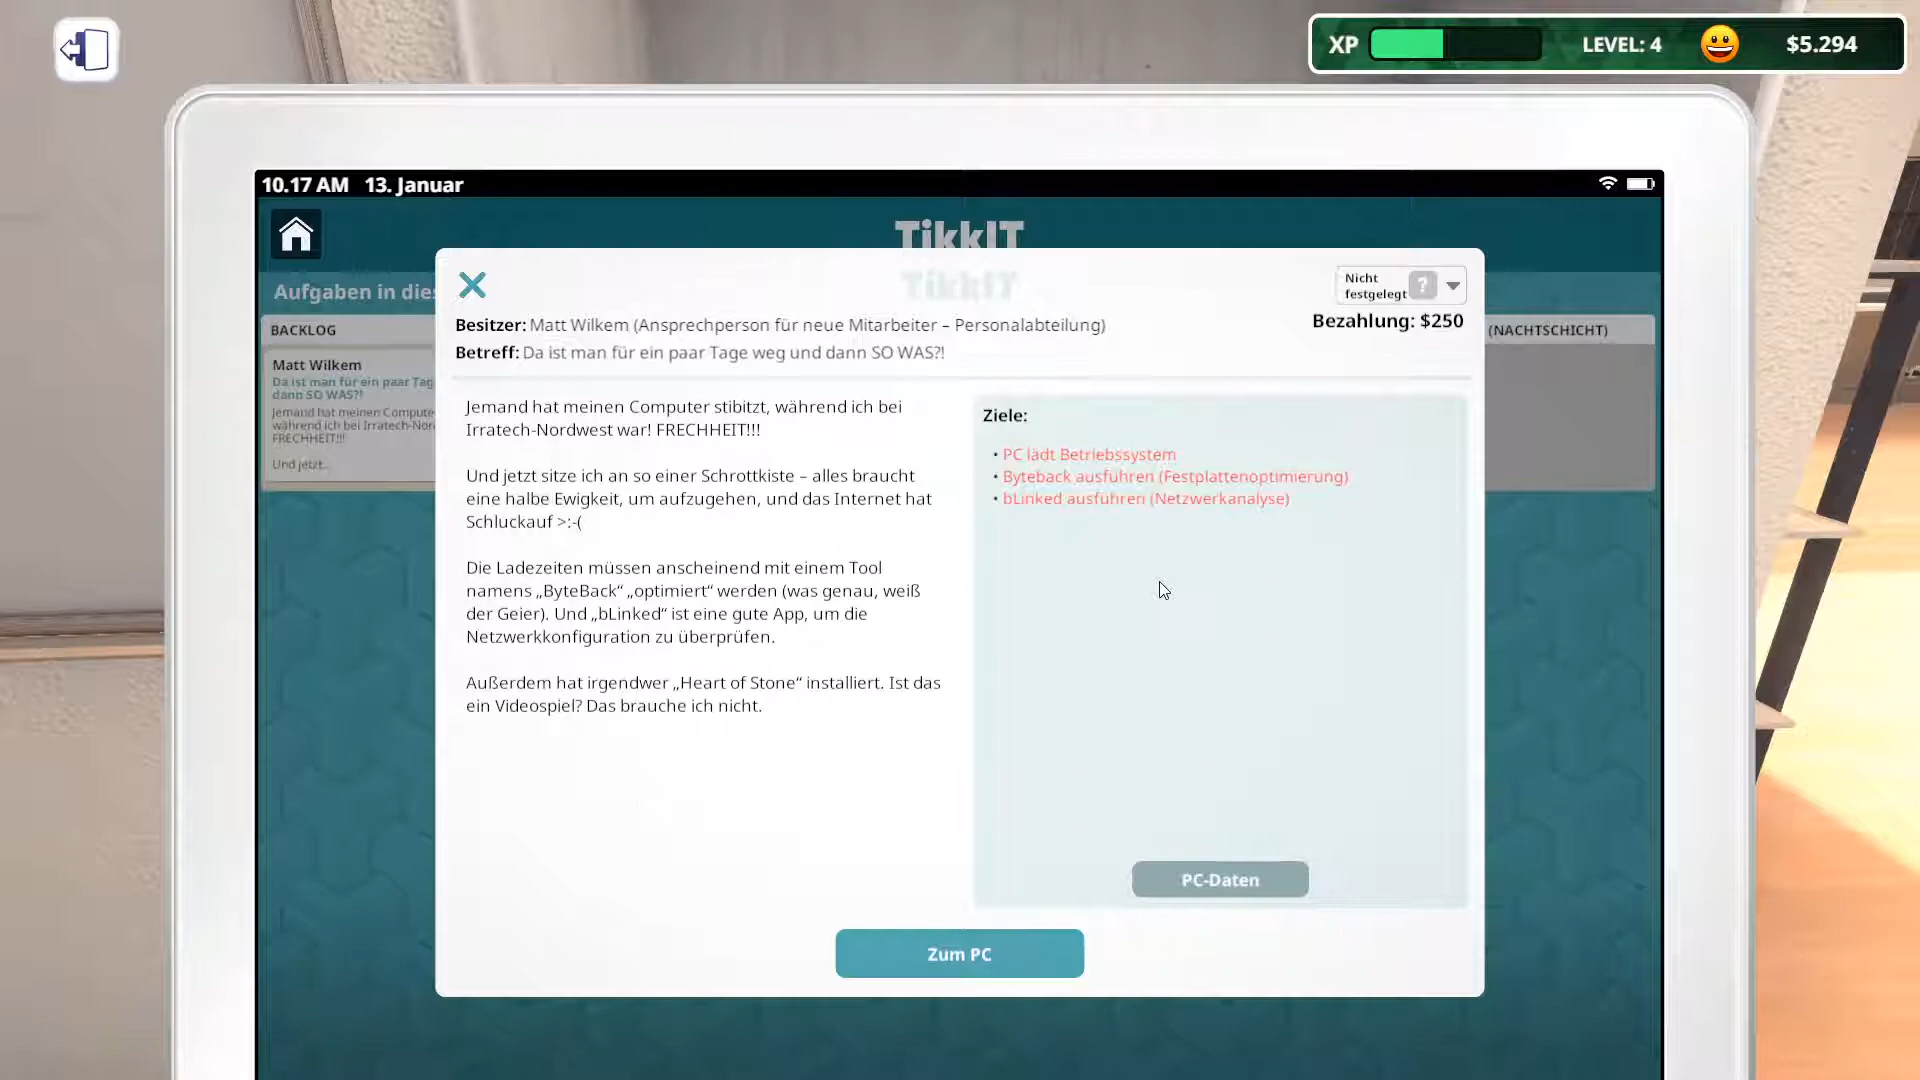 XP
LEVEL: 4
$5.294
10.17 AM 13. Januar
TikkIT
TikkIT
Aufgaben in dies
BACKLOG
(NACHTSCHICHT)
Matt Wilkem
Da ist man für ein paar Tag
dann SO WAS?!
Jemand hat meinen Compute
während ich bei Irratech-Nor
FRECHHEIT!!!
Und jetzt...
Nicht
festgelegt ?
Besitzer: Matt Wilkem (Ansprechperson für neue Mitarbeiter – Personalabteilung)
Bezahlung: $250
Betreff: Da ist man für ein paar Tage weg und dann SO WAS?!
Jemand hat meinen Computer stibitzt, während ich bei
Irratech-Nordwest war! FRECHHEIT!!!
Und jetzt sitze ich an so einer Schrottkiste – alles braucht
eine halbe Ewigkeit, um aufzugehen, und das Internet hat
Schluckauf >:-(
Die Ladezeiten müssen anscheinend mit einem Tool
namens „ByteBack“ „optimiert“ werden (was genau, weiß
der Geier). Und „bLinked“ ist eine gute App, um die
Netzwerkkonfiguration zu überprüfen.
Außerdem hat irgendwer „Heart of Stone“ installiert. Ist das
ein Videospiel? Das brauche ich nicht.
Ziele:
• PC lädt Betriebssystem
• Byteback ausführen (Festplattenoptimierung)
• bLinked ausführen (Netzwerkanalyse)
PC-Daten
Zum PC